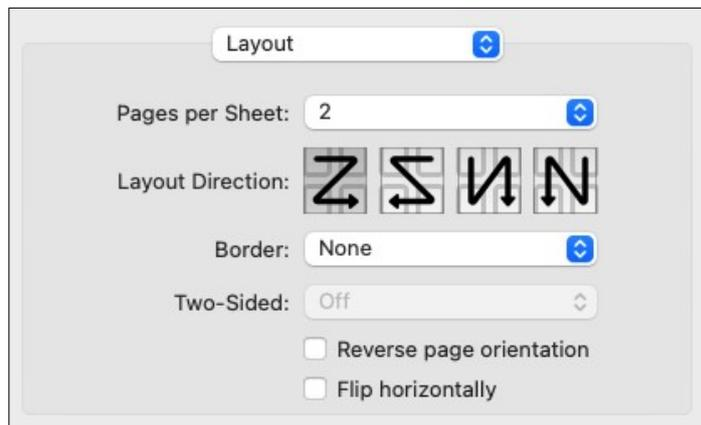 Layout
Pages per Sheet: 2
Layout Direction:
Border: None
Two-Sided: Off
Reverse page orientation
Flip horizontally